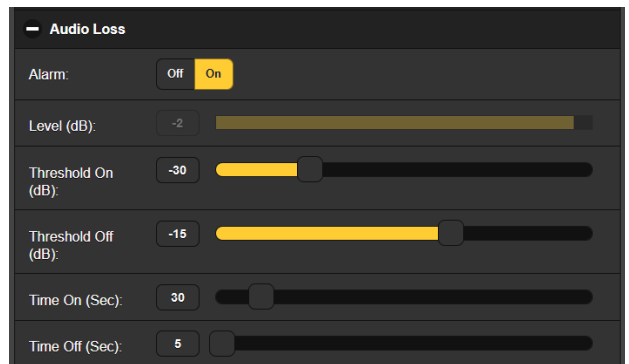 Audio Loss
Alarm: Off On
Level (dB): -2
Threshold On (dB): -30
Threshold Off (dB): -15
Time On (Sec): 30
Time Off (Sec): 5